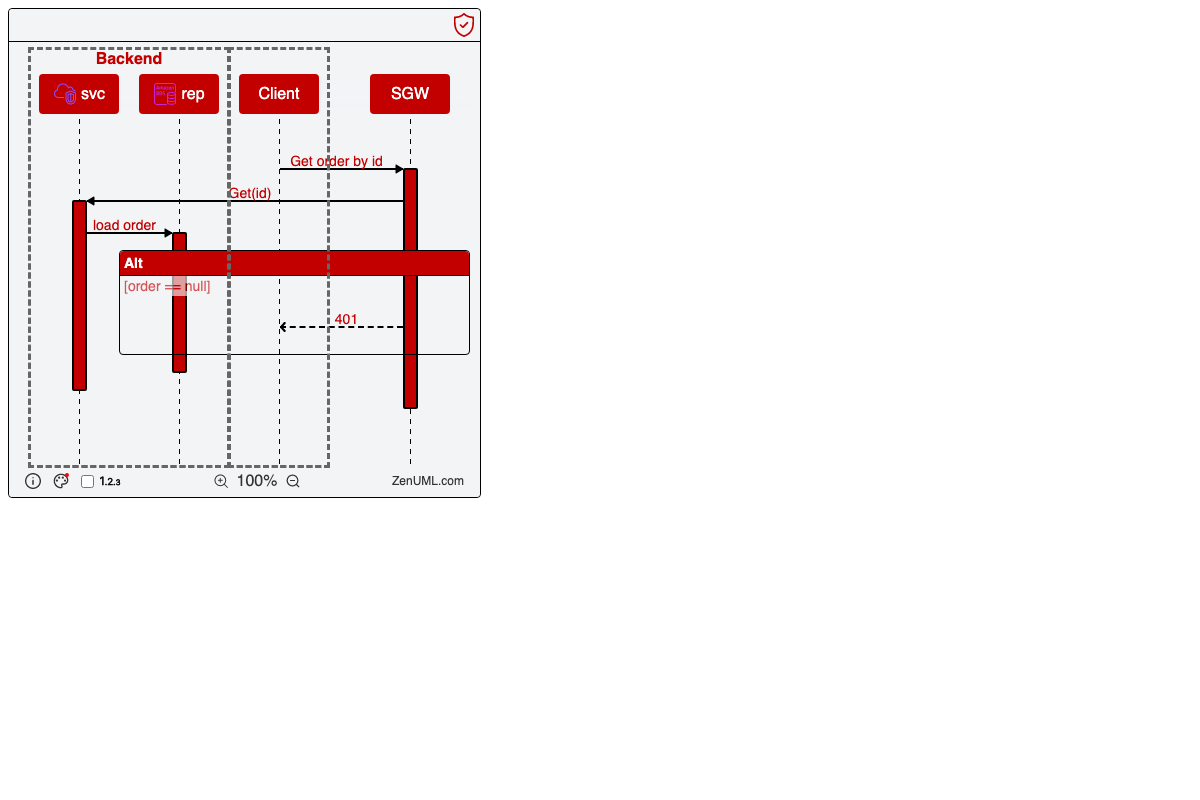 Backend
svc
rep
Client
SGW
Get order by id
Get(id)
load order
Alt
[order == null]
401
1.2.3
100%
ZenUML.com